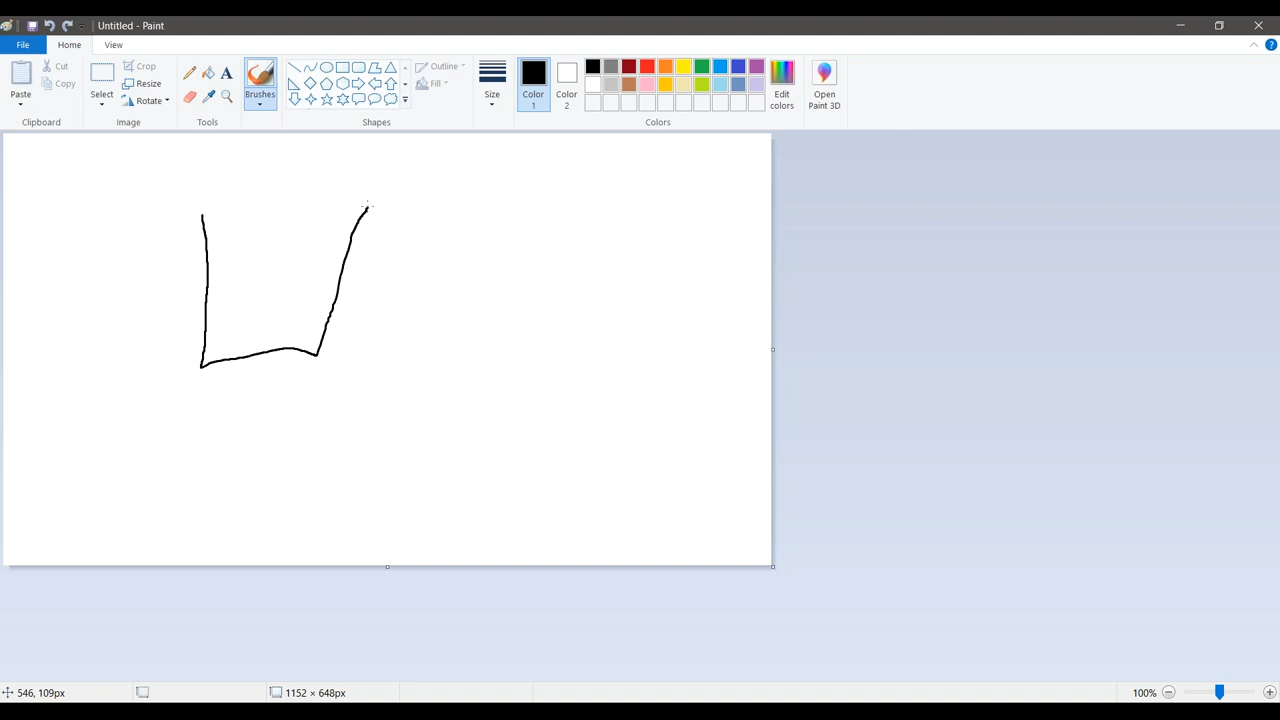 Untitled - Paint
File Home View
Paste
Cut
Copy
Clipboard
Select
Crop
Resize
Rotate
Image
A
Tools
Brushes
Outline
Fill
Shapes
Size
Color 1
Color 2
Edit colors
Colors
Open Paint 3D
?
546, 109px
1152 × 648px
100%